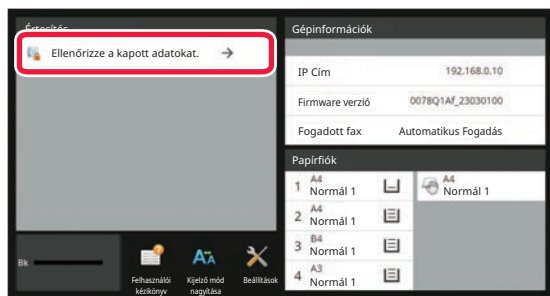 Értesítés
Ellenőrizze a kapott adatokat.
Gépinformációk
IP Cím 192.168.0.10
Firmware verzió 0078Q1Af_23030100
Fogadott fax Automatikus Fogadás
Papírfiók
1 A4 Normál 1
A4 Normál 1
2 A4 Normál 1
3 B4 Normál 1
4 A3 Normál 1
Bk
Felhasználói kézikönyv
Kijelző mód nagyítása
Beállítások